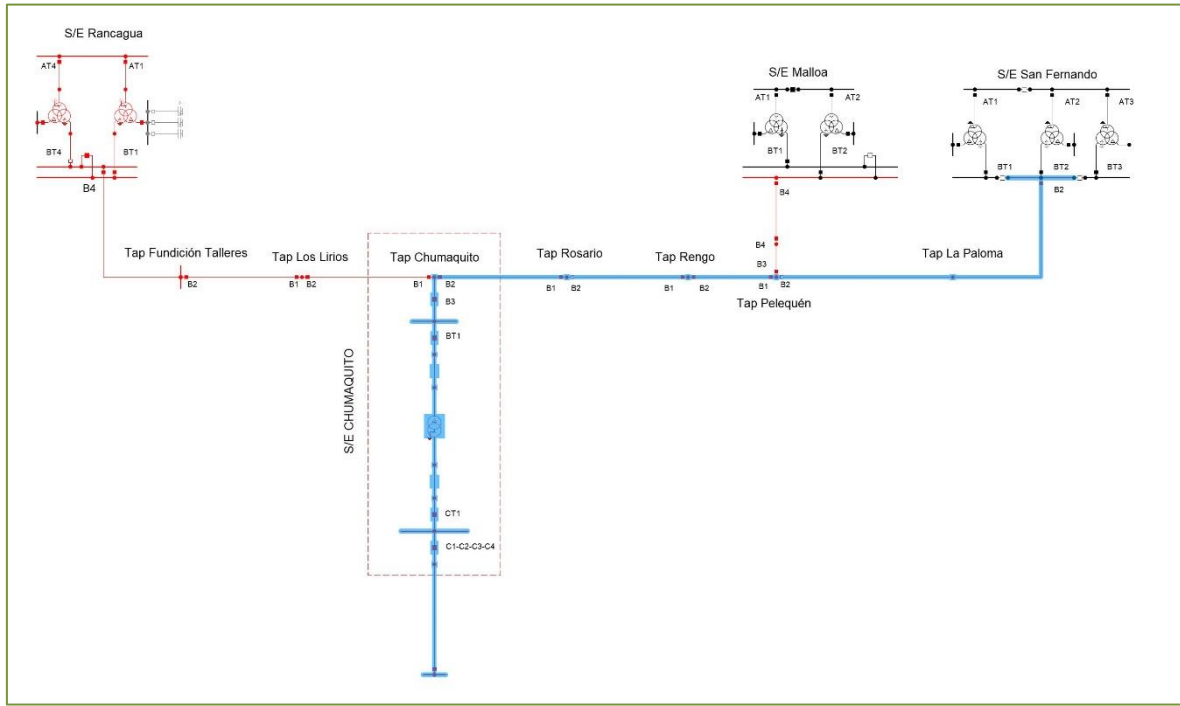 S/E Rancagua
AT4 AT1
BT4 BT1
B4
S/E Malloa
AT1 AT2
BT1 BT2
B4
B4
B3
B1 B2
Tap Pelequén
S/E San Fernando
AT1 AT2 AT3
BT1 BT2 BT3
B2
Tap Fundición Talleres
B2
Tap Los Lirios
B1 B2
Tap Chumaquito
B1 B2
B3
BT1
S/E CHUMAQUITO
CT1
C1-C2-C3-C4
Tap Rosario
B1 B2
Tap Rengo
B1 B2
Tap La Paloma